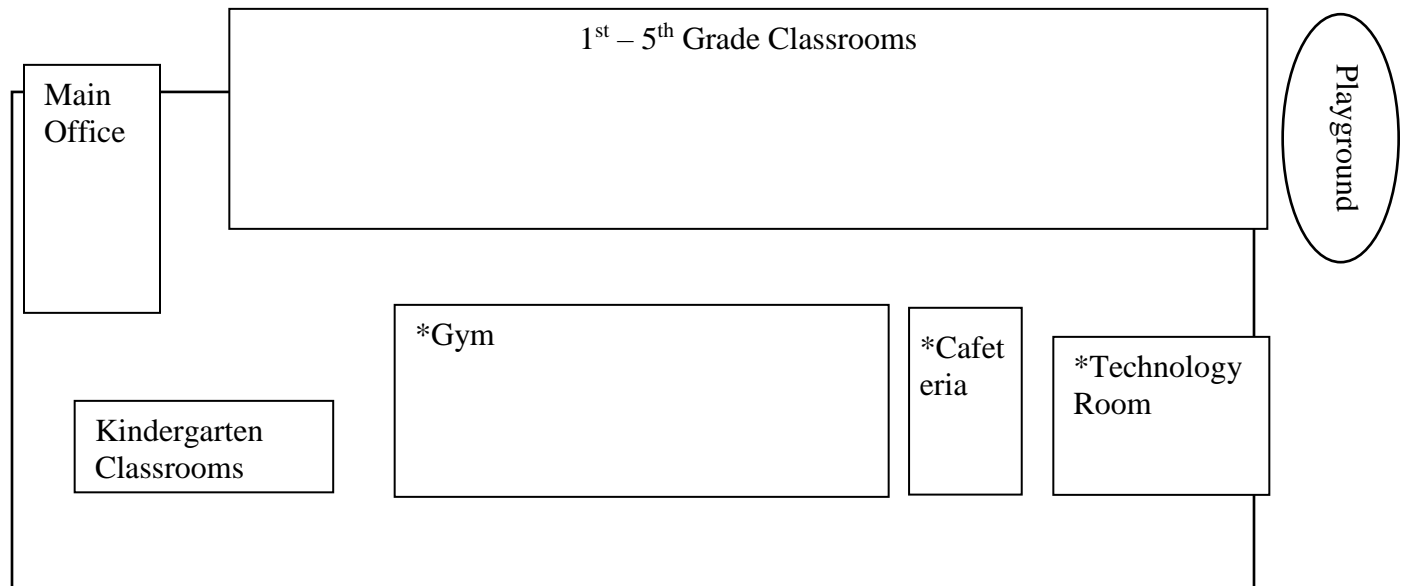 1st – 5th Grade Classrooms
Main
Office
Playground
*Gym
*Cafet
eria
*Technology
Room
Kindergarten
Classrooms